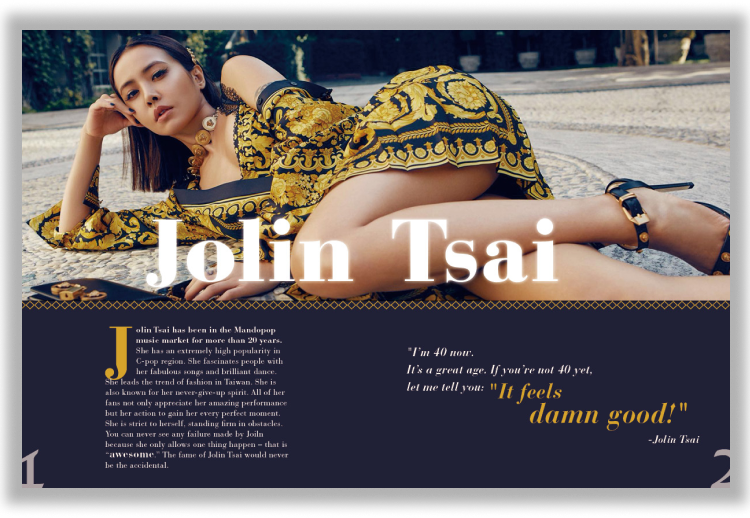 Jolin Tsai
Jolin Tsai has been in the Mandopop
music market for more than 20 years.
She has an extremely high popularity in
C-pop region. She fascinates people with
her fabulous songs and brilliant dance.
She leads the trend of fashion in Taiwan. She is
also known for her never-give-up spirit. All of her
fans not only appreciate her amazing performance
but her action to gain her every perfect moment.
She is strict to herself, standing firm in obstacles.
You can never see any failure made by Joiln
because she only allows one thing happen – that is
“awesome.” The fame of Jolin Tsai would never
be the accidental.
"I'm 40 now.
It's a great age. If you're not 40 yet,
let me tell you: "It feels
damn good!"
-Jolin Tsai
1
2